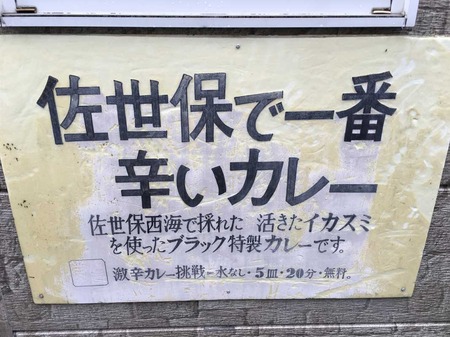 佐世保で一番
辛いカレー
佐世保西海で採れた 活きたイカスミ
を使ったブラック特製カレーです。
激辛カレー挑戦－水なし・5皿・20分・無料。